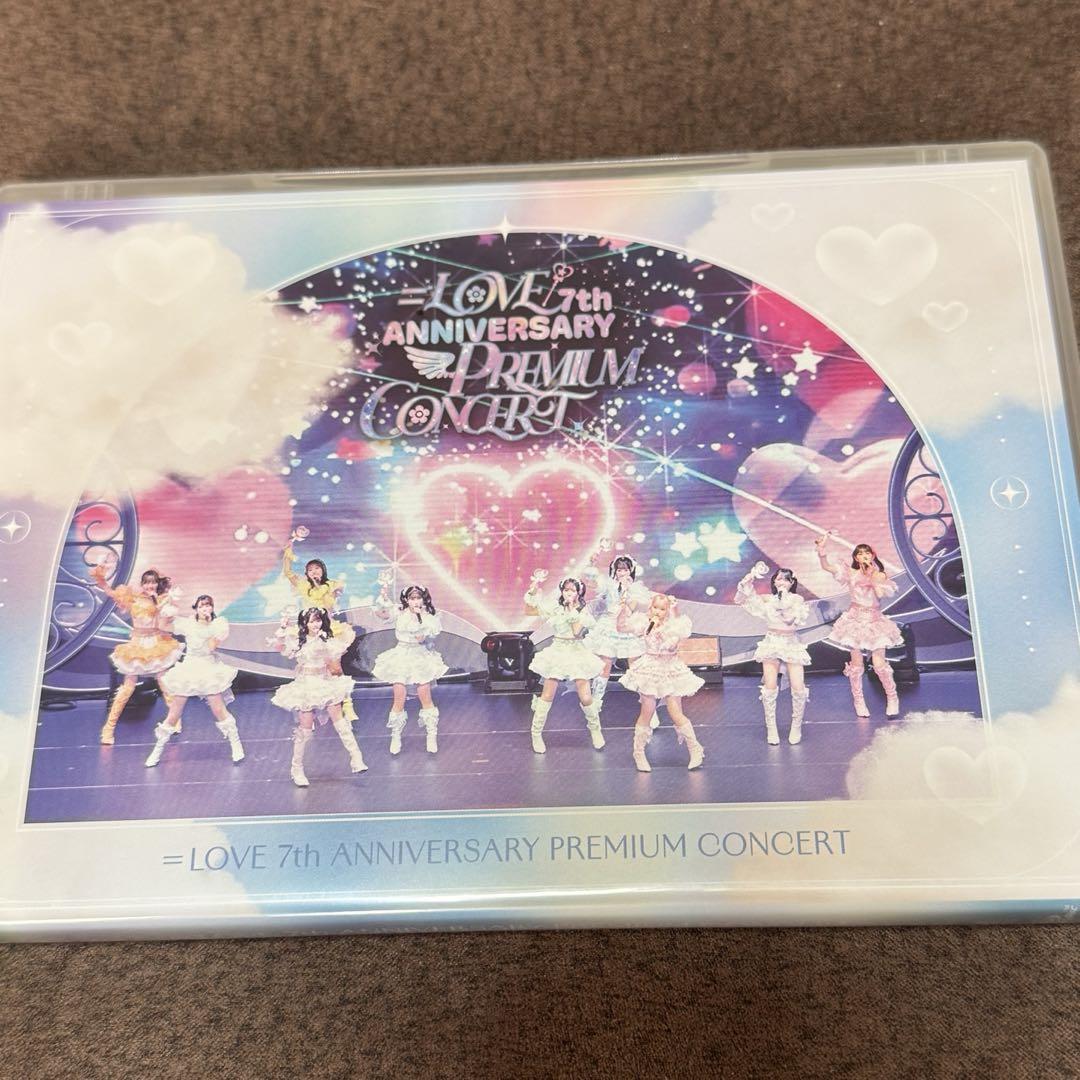 =LOVE 7th
ANNIVERSARY
PREMIUM
CONCERT
=LOVE 7th ANNIVERSARY PREMIUM CONCERT